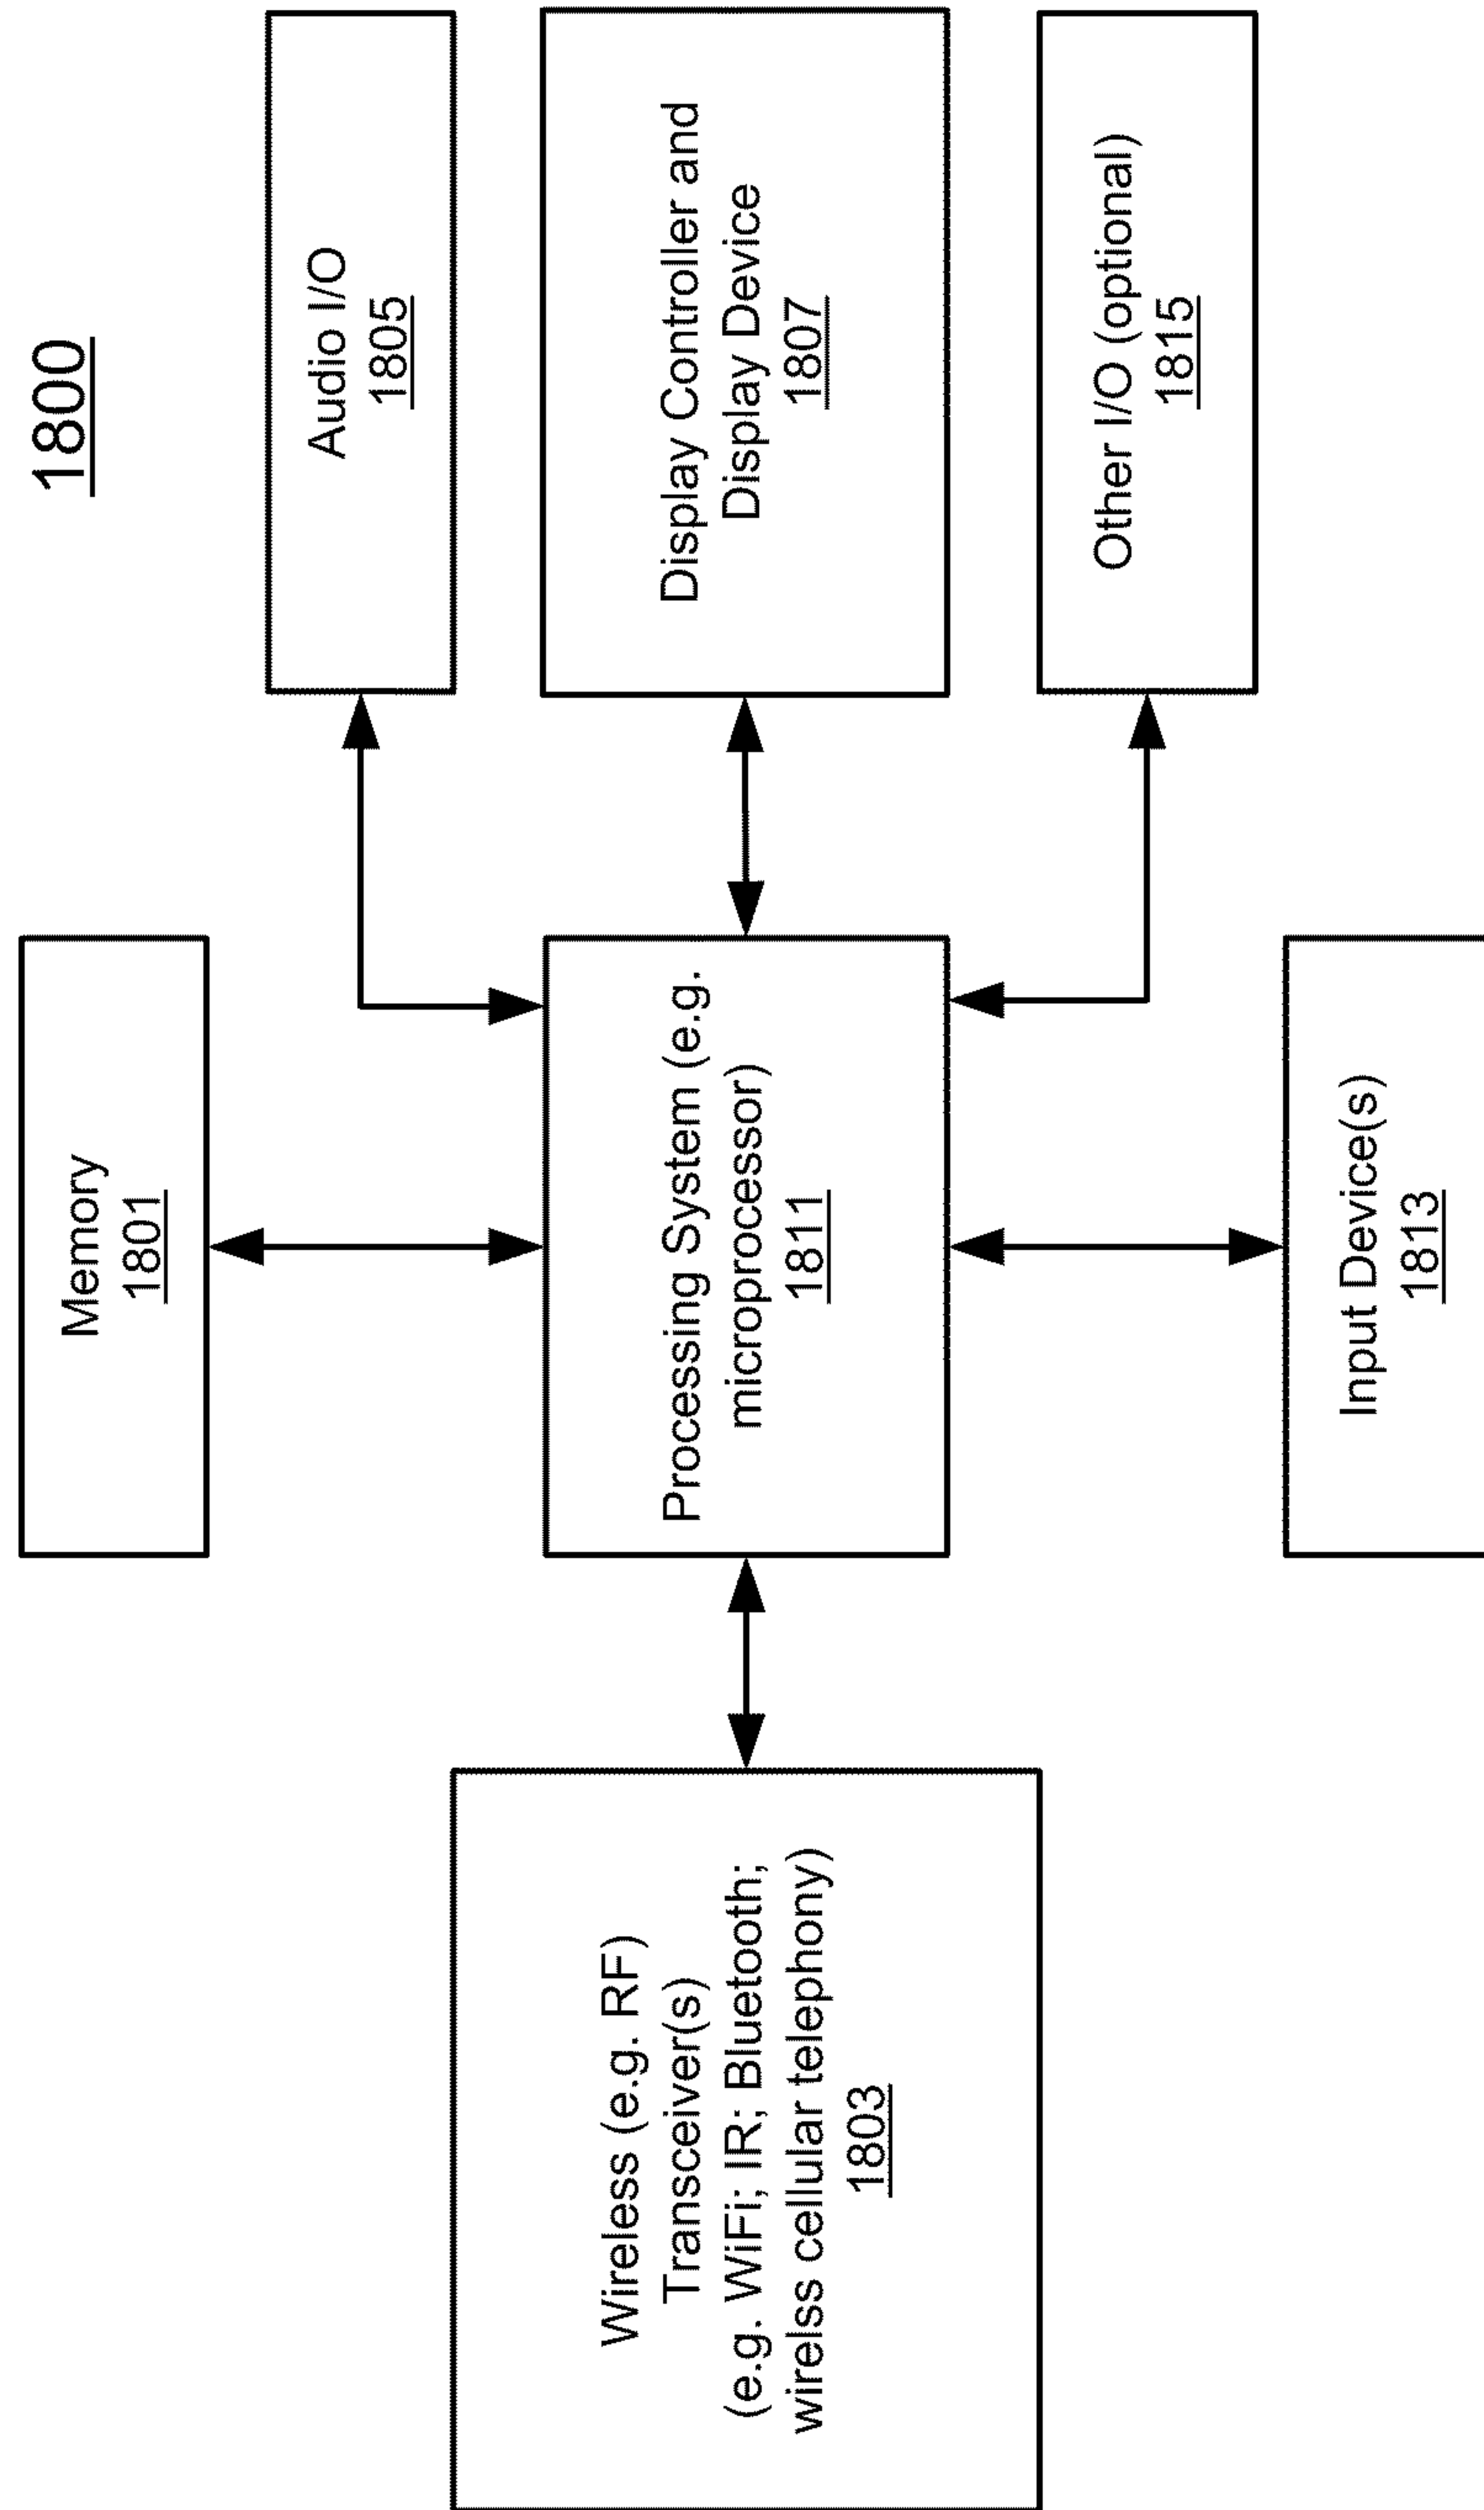 1800
Memory
1801
Audio I/O
1805
Wireless (e.g. RF)
Transceiver(s)
(e.g. WiFi; IR; Bluetooth;
wirelss cellular telephony)
1803
Processing System (e.g.
microprocessor)
1811
Display Controller and
Display Device
1807
Other I/O (optional)
1815
Input Device(s)
1813